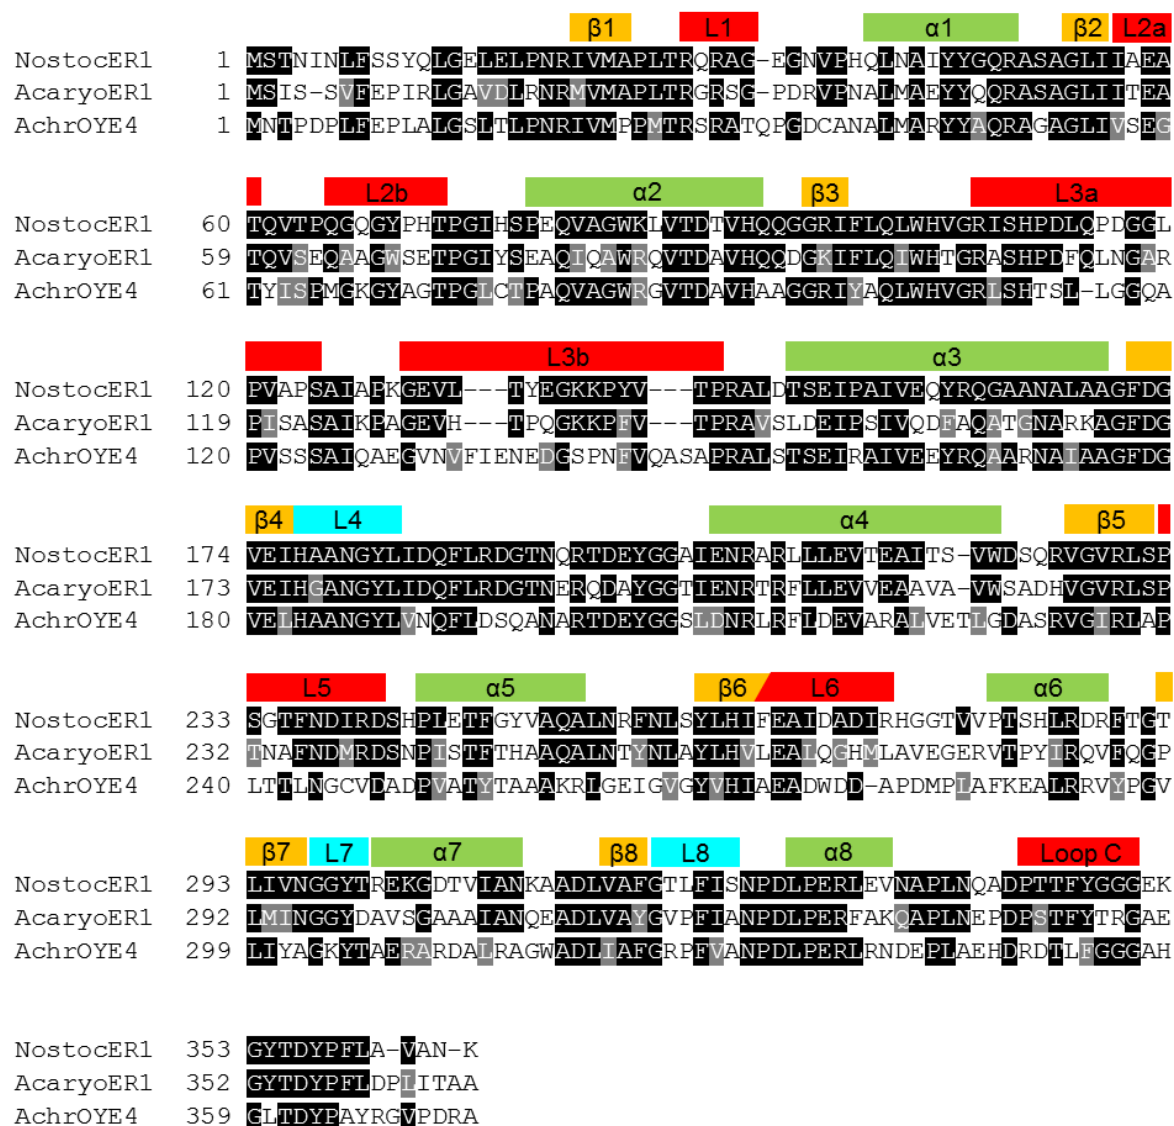 β1 L1 α1 β2 L2a
NostocER1 1 MSTNINLFSSYQLGELELPNRIVMAPLTRQRAG-EGNVPHQLNAIYYGQRASAGLIIAEA
AcaryoER1 1 MSIS-SVFEPIRLGAVDLRNRMVMAPLTRGRSG-PDRVPNALMAEYYQQRASAGLIITEA
AchrOYE4 1 MNTPDPLFEPLALGSLTLPNRIVMPPMTRSRATQPGDCANALMARYYAQRAGAGLIVSEG
L2b α2 β3 L3a
NostocER1 60 TQVTPQGQGYPHTPGIHSPEQVAGWKLVTDTVHQQGGRIFLQLWHVGRISHPDLQPDGGL
AcaryoER1 59 TQVSEQAAGWSETPGIYSEAQIQAWRQVTDAVHQQDGKIFLQIWHTGRASHPDFQLNGAR
AchrOYE4 61 TYISPMGKGYAGTPGLCTPAQVAGWRGVTDAVHAAGGRIYAQLWHVGRLSHTSL-LGGQA
L3b α3
NostocER1 120 PVAPSAIAPKGEVL---TYEGKKPYV---TPRALDTSEIPAIVEQYRQGAANALAAGFDG
AcaryoER1 119 PISASAIKPAGEVH---TPQGKKPFV---TPRAVSLDEIPSIVQDFAQATGNARKAGFDG
AchrOYE4 120 PVSSSAIQAEGVNVFIENEDGSPNFVQASAPRALSTSEIRAIVEEYRQAARNAIAAGFDG
β4 L4 α4 β5
NostocER1 174 VEIHAANGYLIDQFLRDGTNQRTDEYGGAIENRARLLLEVTEAITS-VWDSQRVGVRLSP
AcaryoER1 173 VEIHGANGYLIDQFLRDGTNERQDAYGGTIENRTRFLLEVVEAAVA-VWSADHVGVRLSP
AchrOYE4 180 VELHAANGYLVNQFLDSQANARTDEYGGSLDNRLRFLDEVARALVETLGDASRVGIRLAP
L5 α5 β6 L6 α6
NostocER1 233 SGTFNDIRDSHPLETFGYVAQALNRFNLSYLHIFEAIDADIRHGGTVVPTSHLRDRFTGT
AcaryoER1 232 TNAFNDMRDSNPISTFTHAAQALNTYNLAYLHVLEALQGHMLAVEGERVTPYIRQVFQGP
AchrOYE4 240 LTTLNGCVDADPVATYTAAAKRLGEIGVGYVHIAEADWDD-APDMPLAFKEALRRVYPGV
β7 L7 α7 β8 L8 α8 Loop C
NostocER1 293 LIVNGGYTREKGDTVIANKAADLVAFGTLFISNPDLPERLEVNAPLNQADPTTFYGGGEK
AcaryoER1 292 LMINGGYDAVSGAAAIANQEADLVAYGVPFIANPDLPERFAKQAPLNEPDPSTFYTRGAE
AchrOYE4 299 LIYAGKYTAERARDALRAGWADLIAFGRPFVANPDLPERLRNDEPLAEHDRDTLFGGGAH
NostocER1 353 GYTDYPFLA-VAN-K
AcaryoER1 352 GYTDYPFLDPLITAA
AchrOYE4 359 GLTDYPAYRGVPDRA